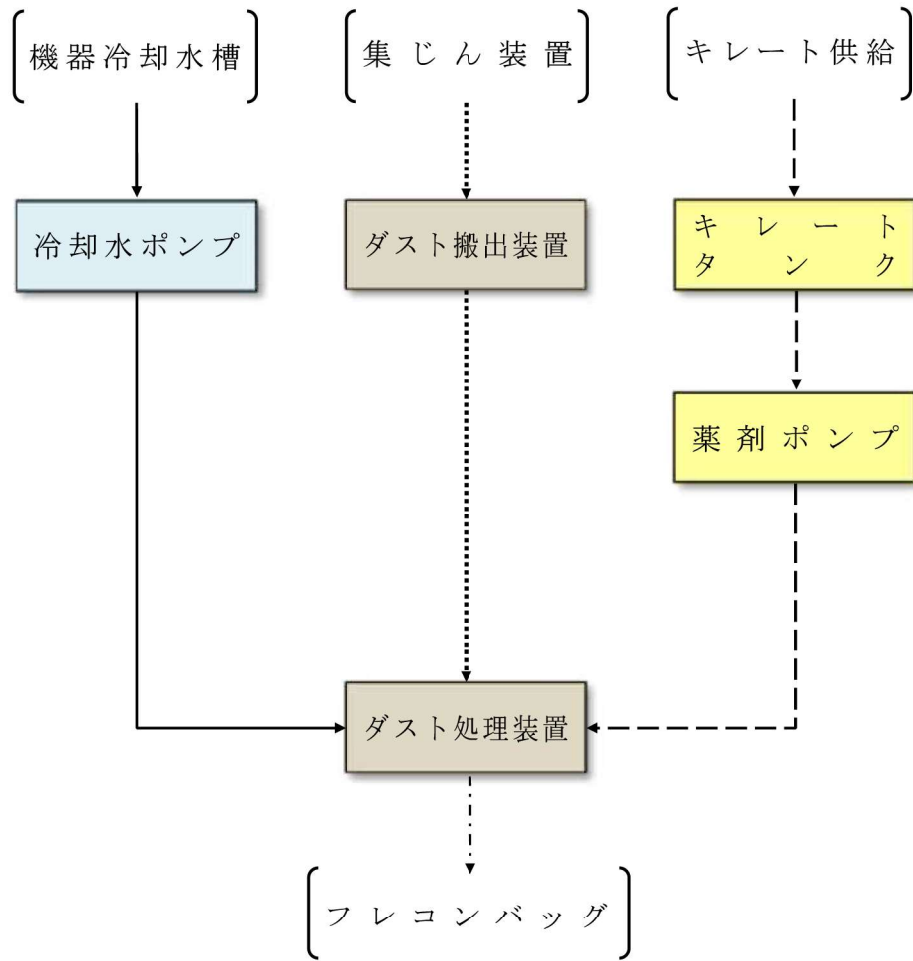 機器冷却水槽
集じん装置
キレート供給
冷却水ポンプ
ダスト搬出装置
キレート
タンク
薬剤ポンプ
ダスト処理装置
フレコンバッグ